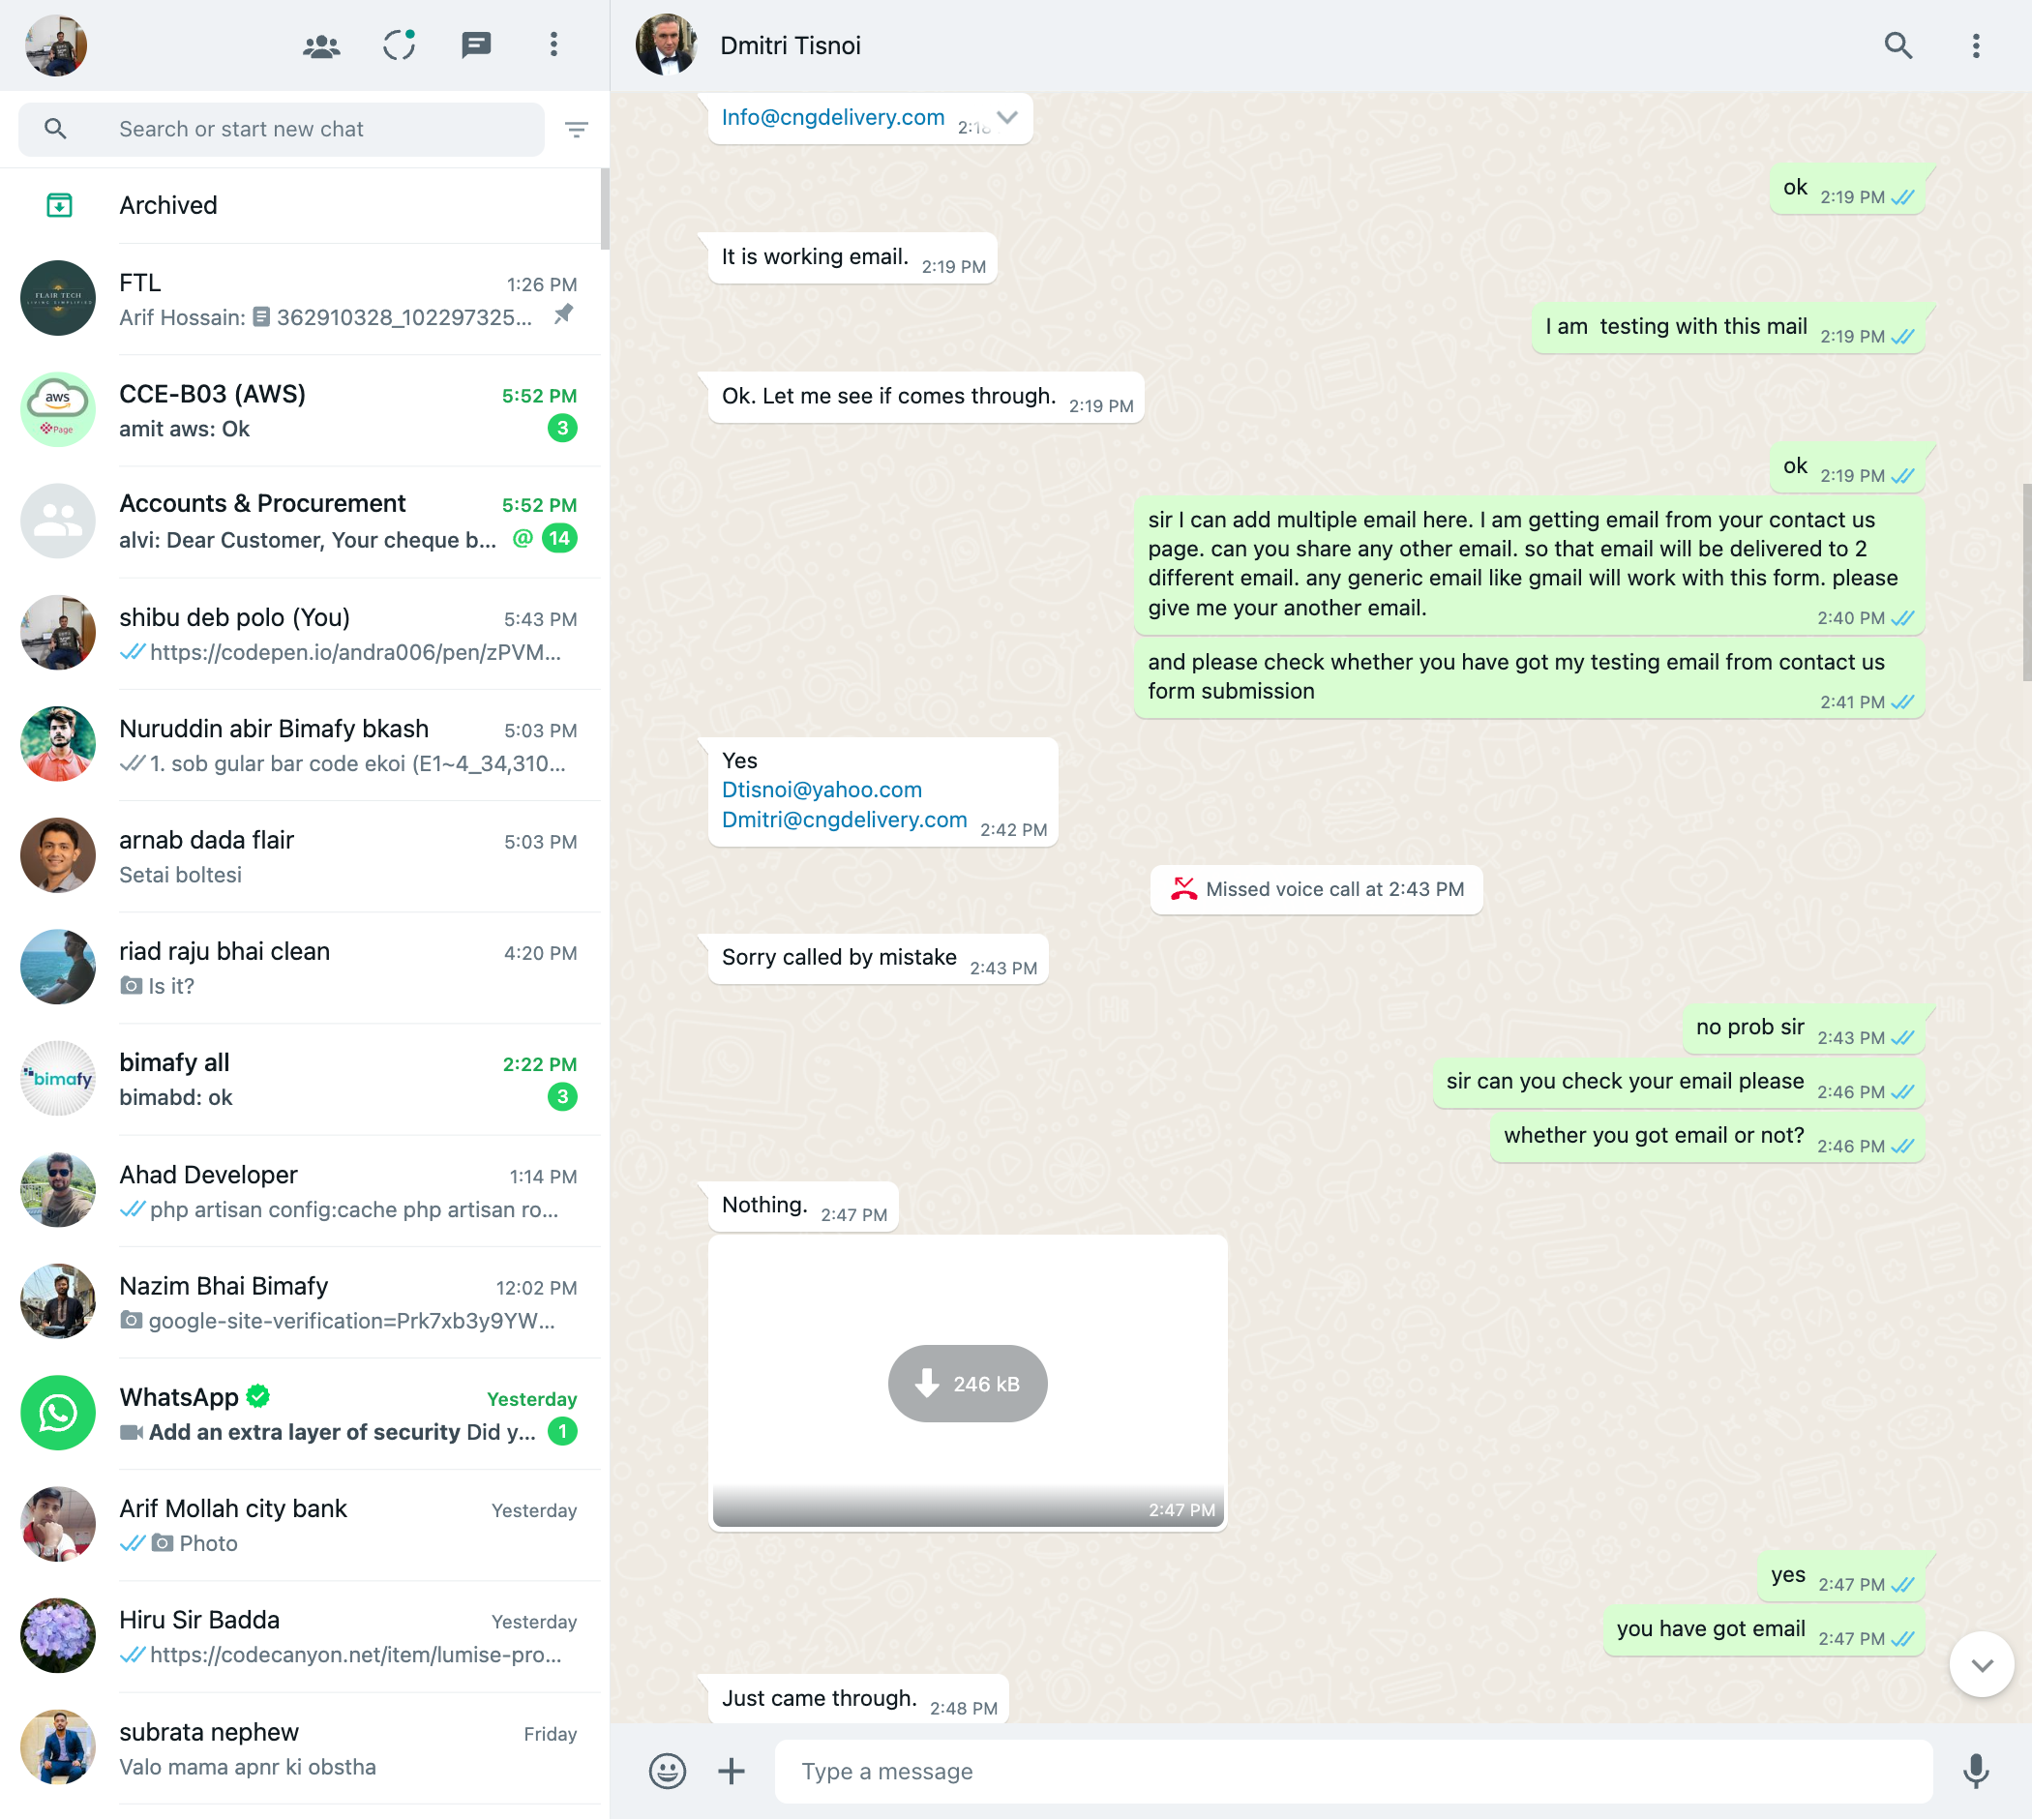 Search or start new chat
Archived
FTL 1:26 PM
Arif Hossain: 362910328_102297325...
CCE-B03 (AWS) 5:52 PM
amit aws: Ok 3
Accounts & Procurement 5:52 PM
alvi: Dear Customer, Your cheque b... @ 14
shibu deb polo (You) 5:43 PM
https://codepen.io/andra006/pen/zPVM...
Nuruddin abir Bimafy bkash 5:03 PM
1. sob gular bar code ekoi (E1~4_34,310...
arnab dada flair 5:03 PM
Setai boltesi
riad raju bhai clean 4:20 PM
Is it?
bimafy all 2:22 PM
bimabd: ok 3
Ahad Developer 1:14 PM
php artisan config:cache php artisan ro...
Nazim Bhai Bimafy 12:02 PM
google-site-verification=Prk7xb3y9YW...
WhatsApp Yesterday
Add an extra layer of security Did y... 1
Arif Mollah city bank Yesterday
Photo
Hiru Sir Badda Yesterday
https://codecanyon.net/item/lumise-pro...
subrata nephew Friday
Valo mama apnr ki obstha
FLAIR TECH
aws
Page
bimafy
Dmitri Tisnoi
Info@cngdelivery.com
ok 2:19 PM
It is working email. 2:19 PM
I am  testing with this mail 2:19 PM
Ok. Let me see if comes through. 2:19 PM
ok 2:19 PM
sir I can add multiple email here. I am getting email from your contact us
page. can you share any other email. so that email will be delivered to 2
different email. any generic email like gmail will work with this form. please
give me your another email. 2:40 PM
and please check whether you have got my testing email from contact us
form submission 2:41 PM
Yes
Dtisnoi@yahoo.com
Dmitri@cngdelivery.com 2:42 PM
Missed voice call at 2:43 PM
Sorry called by mistake 2:43 PM
no prob sir 2:43 PM
sir can you check your email please 2:46 PM
whether you got email or not? 2:46 PM
Nothing. 2:47 PM
246 kB
2:47 PM
yes 2:47 PM
you have got email 2:47 PM
Just came through. 2:48 PM
Type a message